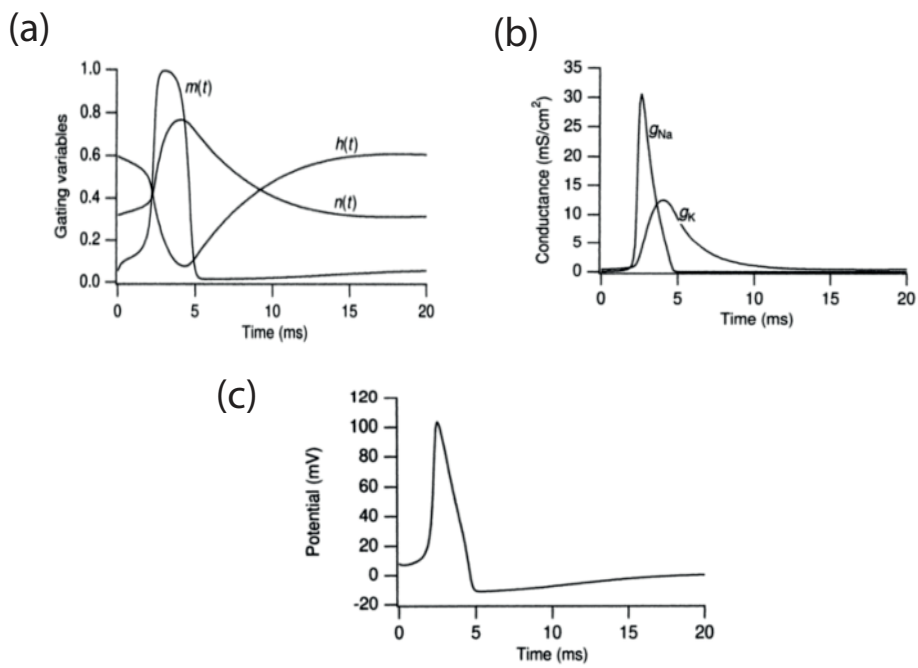 (a)
1.0
0.8
0.6
0.4
0.2
0.0
Gating variables
m(t)
h(t)
n(t)
0 5 10 15 20
Time (ms)
(b)
35
30
25
20
15
10
5
0
Conductance (mS/cm²)
gNa
gK
0 5 10 15 20
Time (ms)
(c)
120
100
80
60
40
20
0
-20
Potential (mV)
0 5 10 15 20
Time (ms)